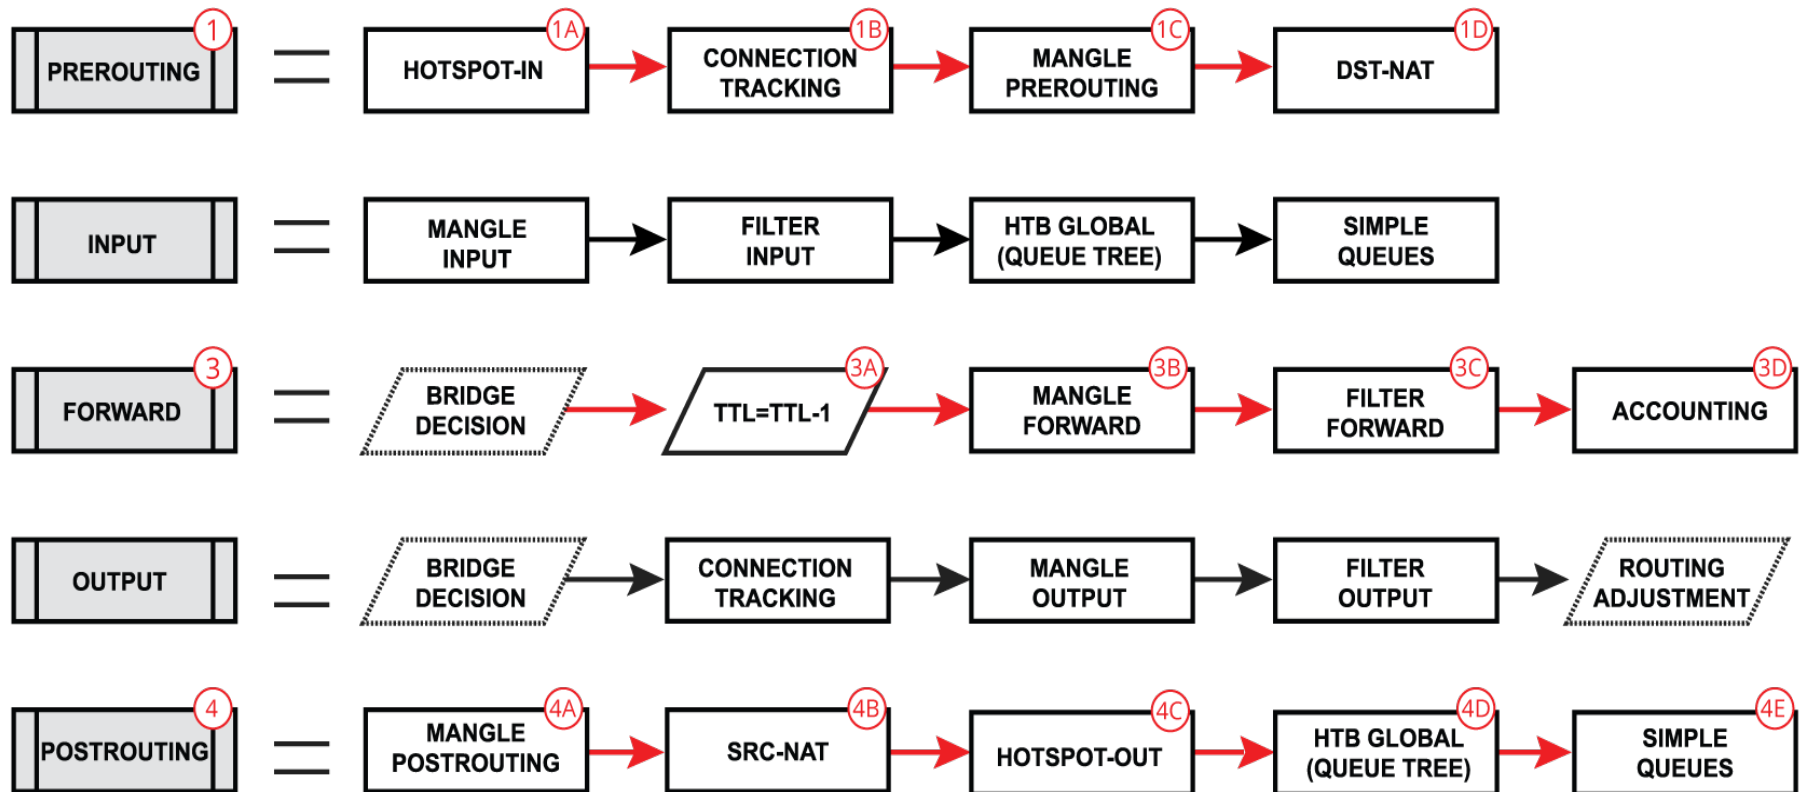 1
PREROUTING
=
1A
HOTSPOT-IN
1B
CONNECTION
TRACKING
1C
MANGLE
PREROUTING
1D
DST-NAT
INPUT
=
MANGLE
INPUT
FILTER
INPUT
HTB GLOBAL
(QUEUE TREE)
SIMPLE
QUEUES
3
FORWARD
=
BRIDGE
DECISION
3A
TTL=TTL-1
3B
MANGLE
FORWARD
3C
FILTER
FORWARD
3D
ACCOUNTING
OUTPUT
=
BRIDGE
DECISION
CONNECTION
TRACKING
MANGLE
OUTPUT
FILTER
OUTPUT
ROUTING
ADJUSTMENT
4
POSTROUTING
=
4A
MANGLE
POSTROUTING
4B
SRC-NAT
4C
HOTSPOT-OUT
4D
HTB GLOBAL
(QUEUE TREE)
4E
SIMPLE
QUEUES